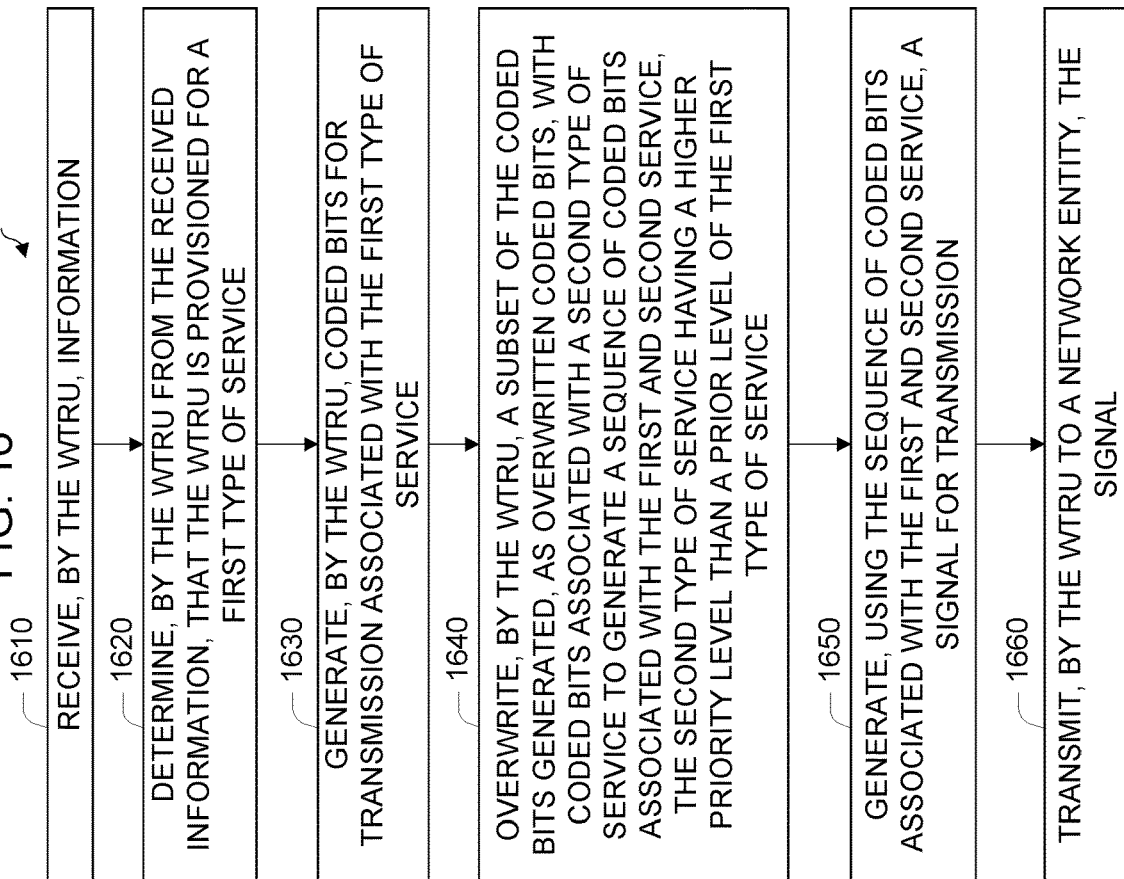 1610
RECEIVE, BY THE WTRU, INFORMATION
1620
DETERMINE, BY THE WTRU FROM THE RECEIVED
INFORMATION, THAT THE WTRU IS PROVISIONED FOR A
FIRST TYPE OF SERVICE
1630
GENERATE, BY THE WTRU, CODED BITS FOR
TRANSMISSION ASSOCIATED WITH THE FIRST TYPE OF
SERVICE
1640
OVERWRITE, BY THE WTRU, A SUBSET OF THE CODED
BITS GENERATED, AS OVERWRITTEN CODED BITS, WITH
CODED BITS ASSOCIATED WITH A SECOND TYPE OF
SERVICE TO GENERATE A SEQUENCE OF CODED BITS
ASSOCIATED WITH THE FIRST AND SECOND SERVICE,
THE SECOND TYPE OF SERVICE HAVING A HIGHER
PRIORITY LEVEL THAN A PRIOR LEVEL OF THE FIRST
TYPE OF SERVICE
1650
GENERATE, USING THE SEQUENCE OF CODED BITS
ASSOCIATED WITH THE FIRST AND SECOND SERVICE, A
SIGNAL FOR TRANSMISSION
1660
TRANSMIT, BY THE WTRU TO A NETWORK ENTITY, THE
SIGNAL